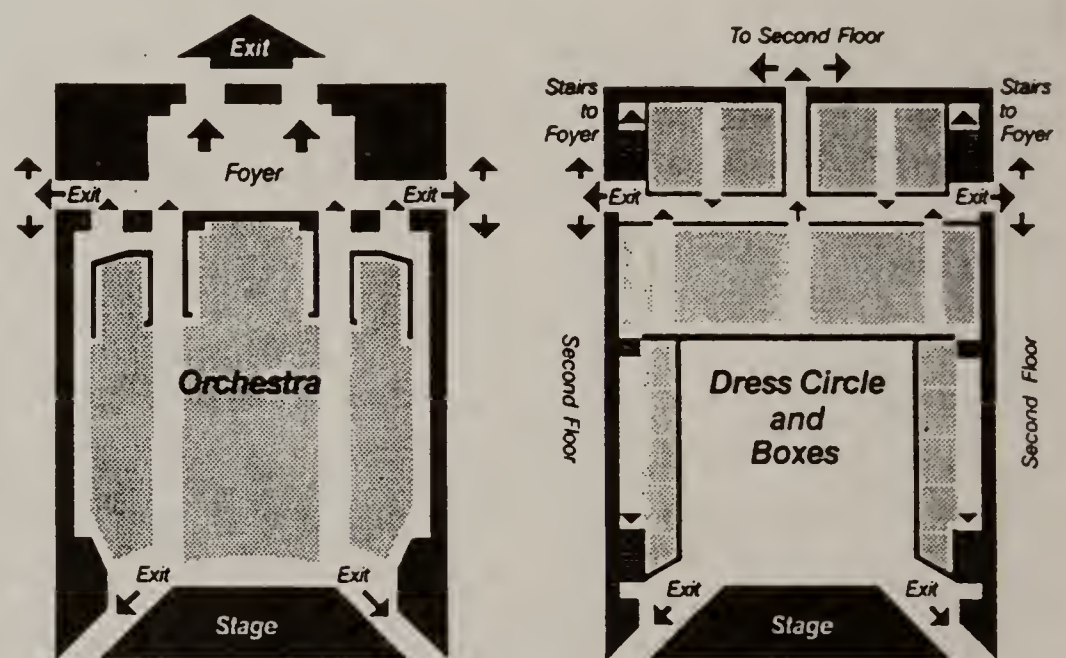 Exit
Foyer
Exit
Exit
Orchestra
Exit
Exit
Stage
To Second Floor
Stairs
to
Foyer
Stairs
to
Foyer
Exit
Exit
Second Floor
Dress Circle
and
Boxes
Second Floor
Exit
Exit
Stage